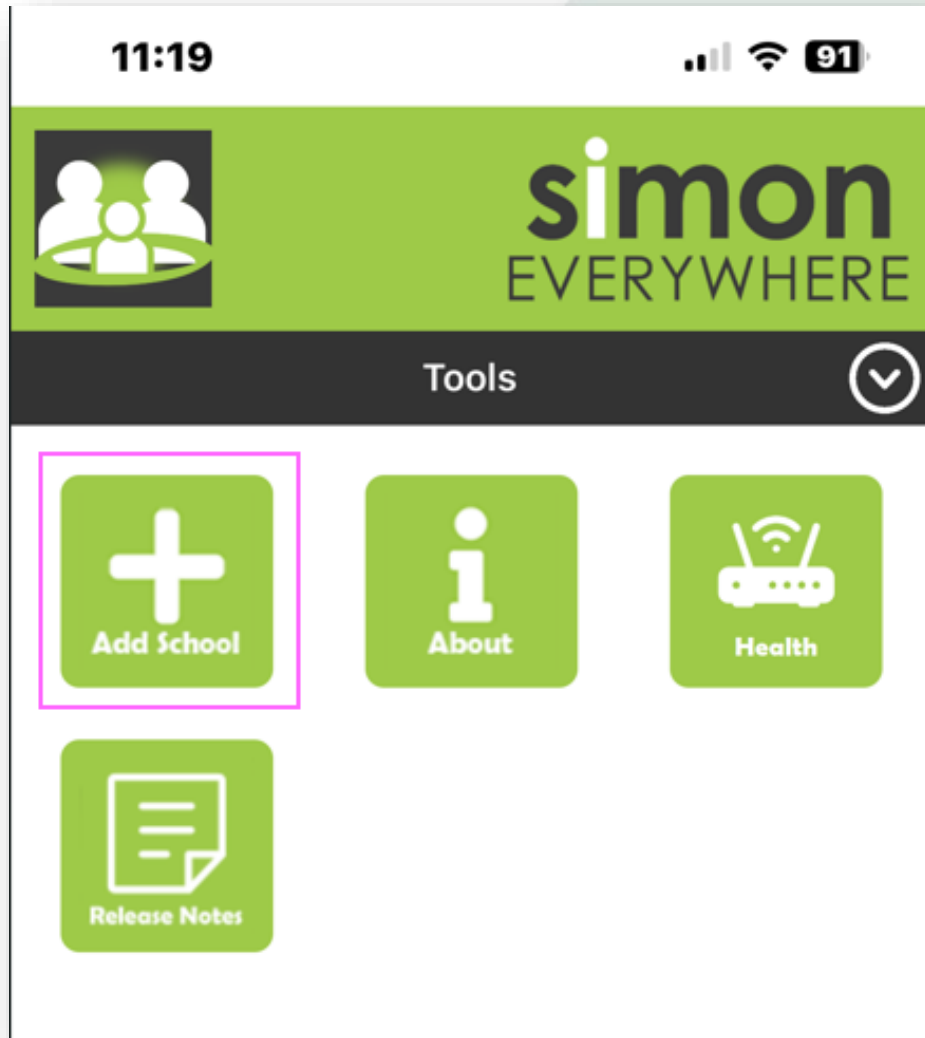 11:19
91
simon
EVERYWHERE
Tools
Add School
About
Health
Release Notes